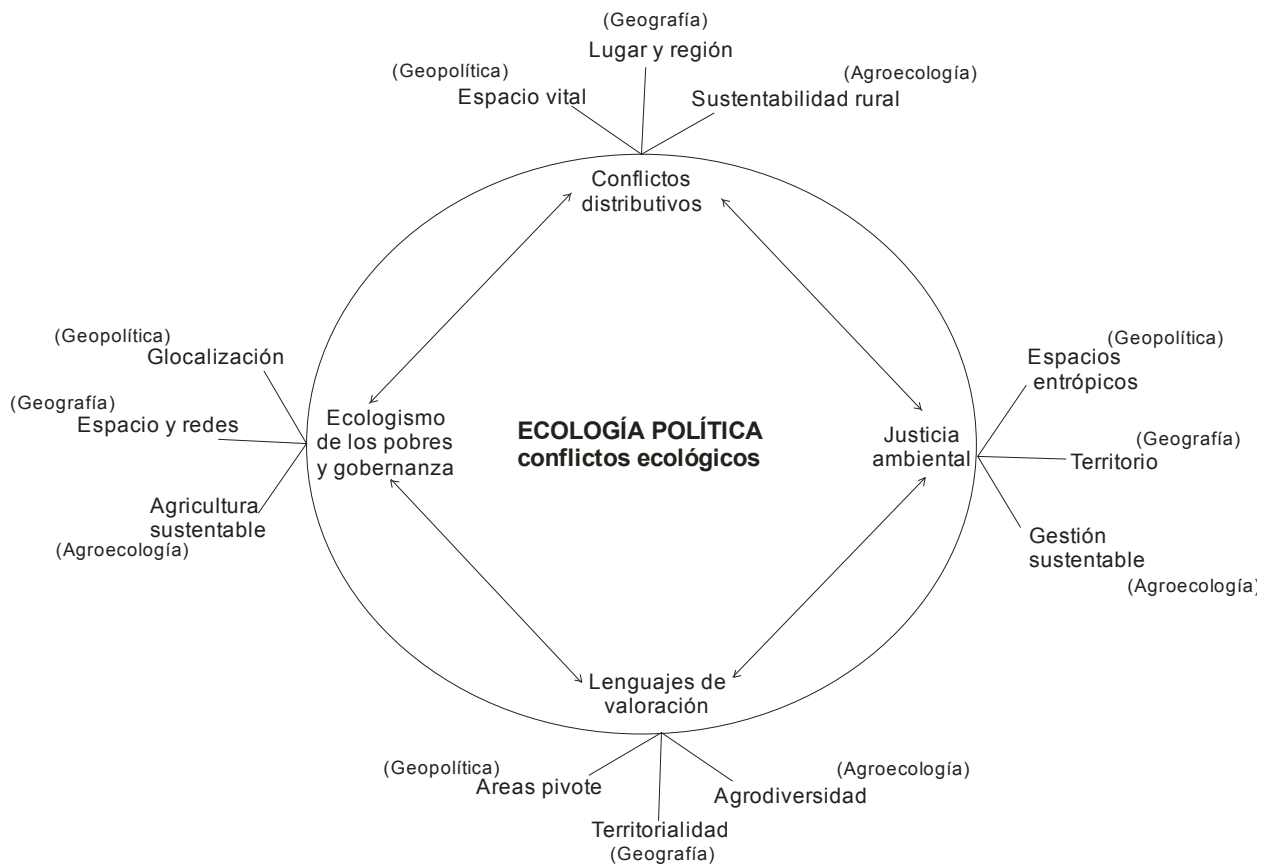 (Geografía)
Lugar y región
(Geopolítica)
Espacio vital
(Agroecología)
Sustentabilidad rural
Conflictos
distributivos
(Geopolítica)
Glocalización
(Geografía)
Espacio y redes
Agricultura
sustentable
(Agroecología)
Ecologismo
de los pobres
y gobernanza
ECOLOGÍA POLÍTICA
conflictos ecológicos
Justicia
ambiental
(Geopolítica)
Espacios
entrópicos
(Geografía)
Territorio
Gestión
sustentable
(Agroecología)
Lenguajes de
valoración
(Geopolítica)
Areas pivote
(Agroecología)
Agrodiversidad
Territorialidad
(Geografía)